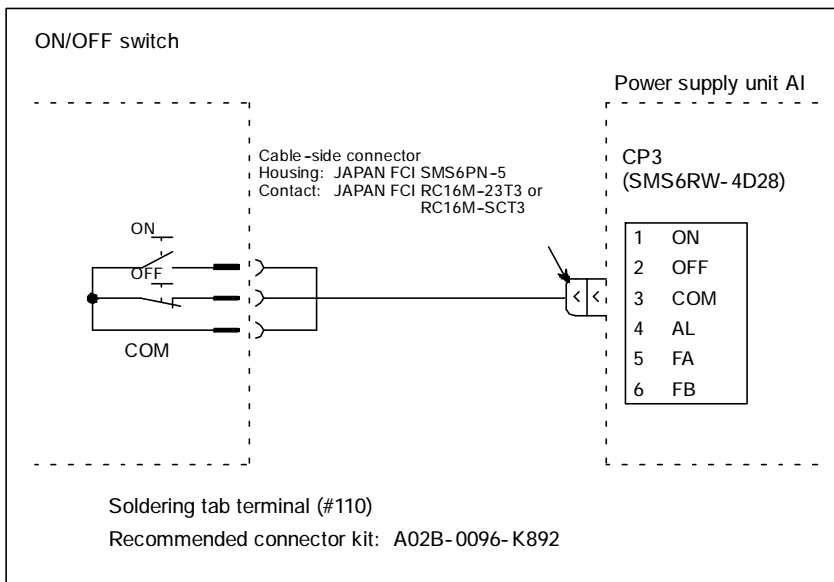 ON/OFF switch
Power supply unit AI
Cable-side connector
Housing: JAPAN FCI SMS6PN-5
Contact: JAPAN FCI RC16M-23T3 or
RC16M-SCT3
CP3
(SMS6RW-4D28)
ON
OFF
COM
1 ON
2 OFF
3 COM
4 AL
5 FA
6 FB
Soldering tab terminal (#110)
Recommended connector kit: A02B-0096-K892